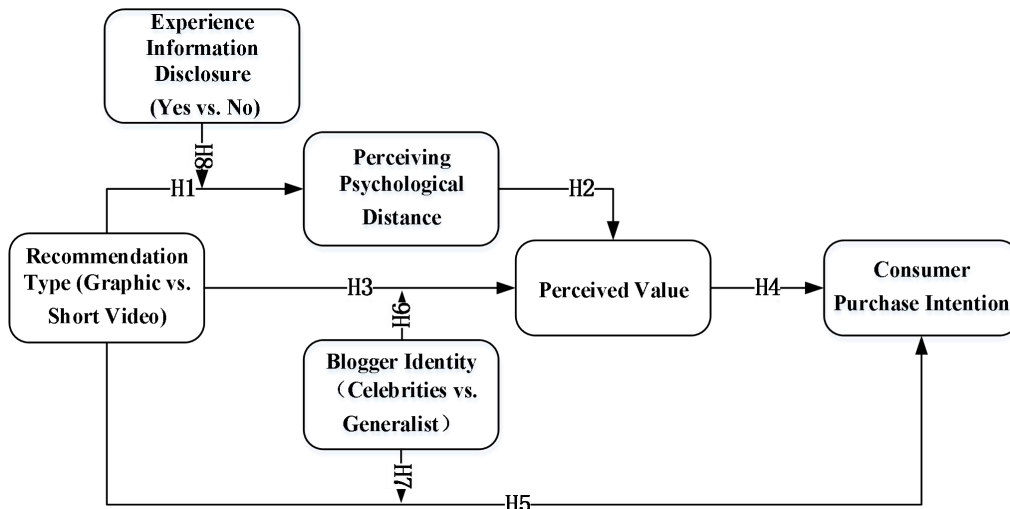 Experience
Information
Disclosure
(Yes vs. No)
H8
H1
Perceiving
Psychological
Distance
H2
Recommendation
Type (Graphic vs.
Short Video)
H3
Perceived Value
H4
Consumer
Purchase Intention
H6
Blogger Identity
（Celebrities vs.
Generalist）
H7
H5